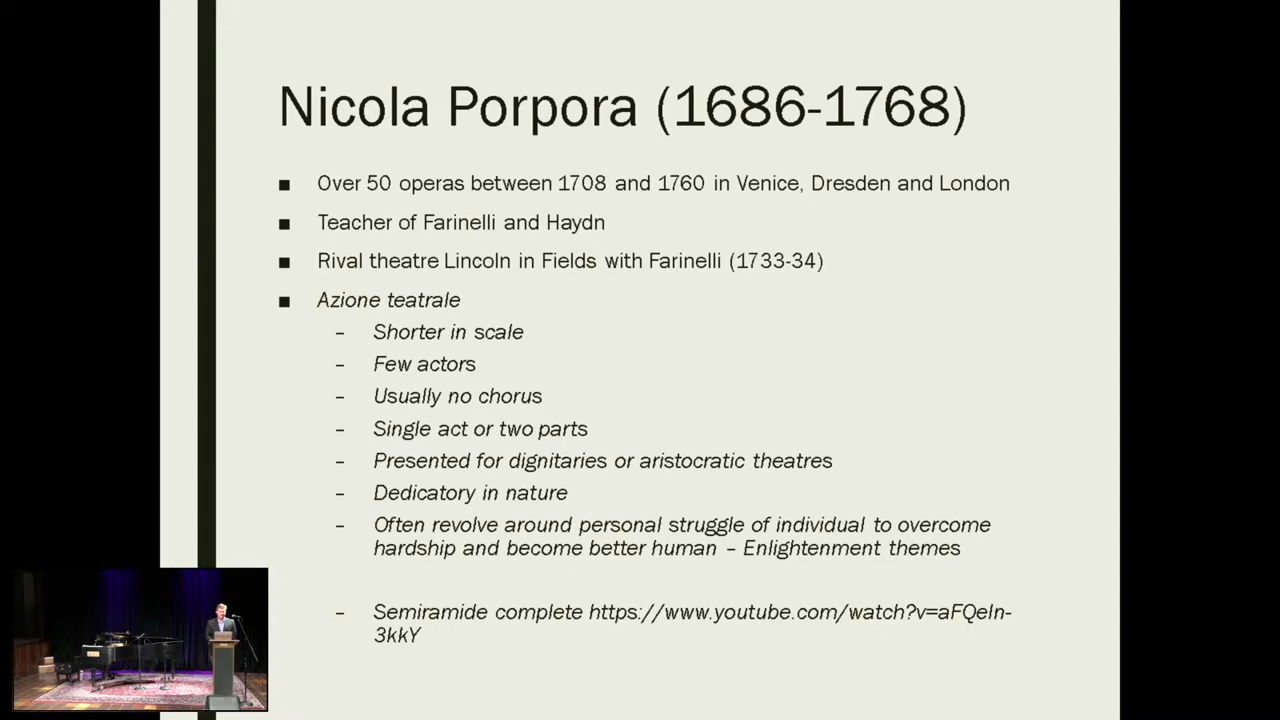 Nicola Porpora (1686-1768)
■ Over 50 operas between 1708 and 1760 in Venice, Dresden and London
■ Teacher of Farinelli and Haydn
■ Rival theatre Lincoln in Fields with Farinelli (1733-34)
■ Azione teatrale
– Shorter in scale
– Few actors
– Usually no chorus
– Single act or two parts
– Presented for dignitaries or aristocratic theatres
– Dedicatory in nature
– Often revolve around personal struggle of individual to overcome
hardship and become better human – Enlightenment themes
– Semiramide complete https://www.youtube.com/watch?v=aFQeIn-
3kkY